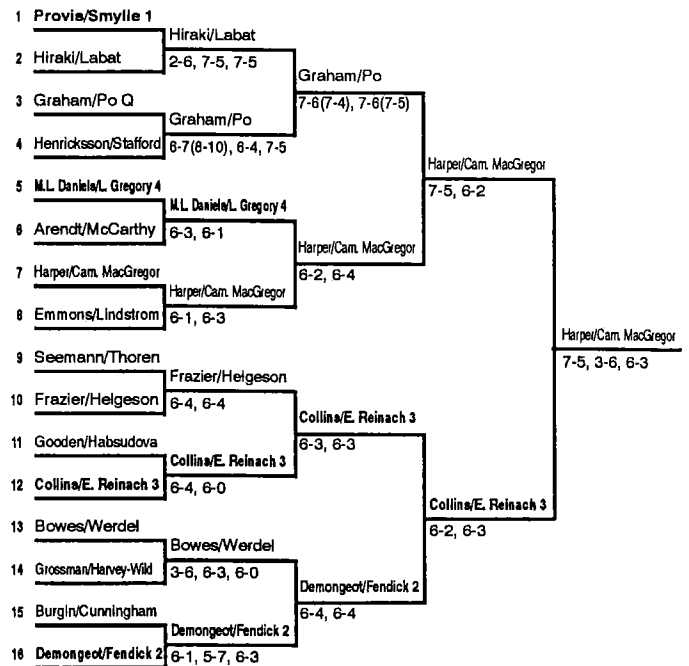 1 Provis/Smylie 1
2 Hiraki/Labat
3 Graham/Po Q
4 Henricksson/Stafford
5 M.L. Daniels/L. Gregory 4
6 Arendt/McCarthy
7 Harper/Cam. MacGregor
8 Emmons/Lindstrom
9 Seemann/Thoren
10 Frazier/Helgeson
11 Gooden/Habsudova
12 Collins/E. Reinach 3
13 Bowes/Werdel
14 Grossman/Harvey-Wild
15 Burgin/Cunningham
16 Demongeot/Fendick 2
Hiraki/Labat
2-6, 7-5, 7-5
Graham/Po
6-7(8-10), 6-4, 7-5
M.L. Daniels/L. Gregory 4
6-3, 6-1
Harper/Cam. MacGregor
6-1, 6-3
Frazier/Helgeson
6-4, 6-4
Collins/E. Reinach 3
6-4, 6-0
Bowes/Werdel
3-6, 6-3, 6-0
Demongeot/Fendick 2
6-1, 5-7, 6-3
Graham/Po
7-6(7-4), 7-6(7-5)
Harper/Cam. MacGregor
6-2, 6-4
Collins/E. Reinach 3
6-3, 6-3
Demongeot/Fendick 2
6-4, 6-4
Harper/Cam. MacGregor
7-5, 6-2
Collins/E. Reinach 3
6-2, 6-3
Harper/Cam. MacGregor
7-5, 3-6, 6-3